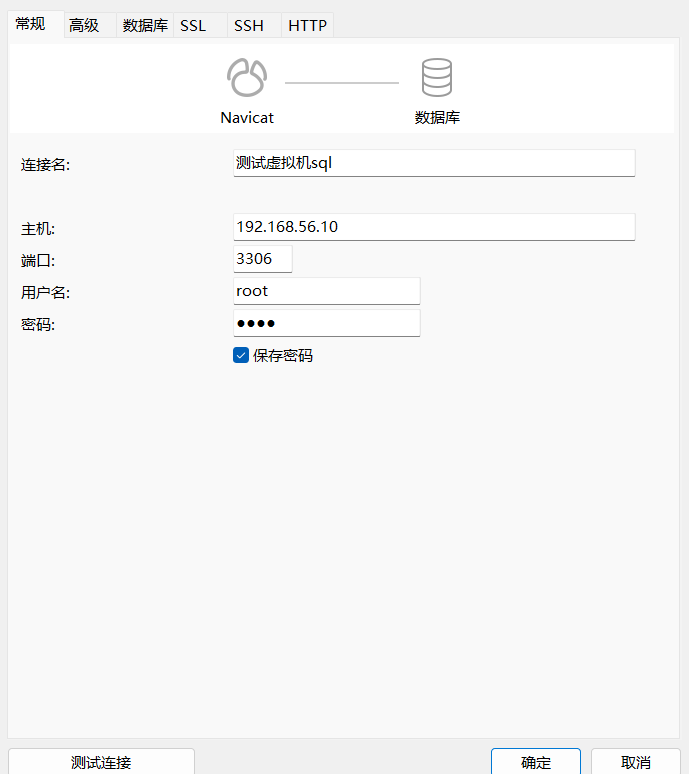 常规 高级 数据库 SSL SSH HTTP
Navicat 数据库
连接名: 测试虚拟机sql
主机: 192.168.56.10
端口: 3306
用户名: root
密码: ●●●●
保存密码
测试连接 确定 取消